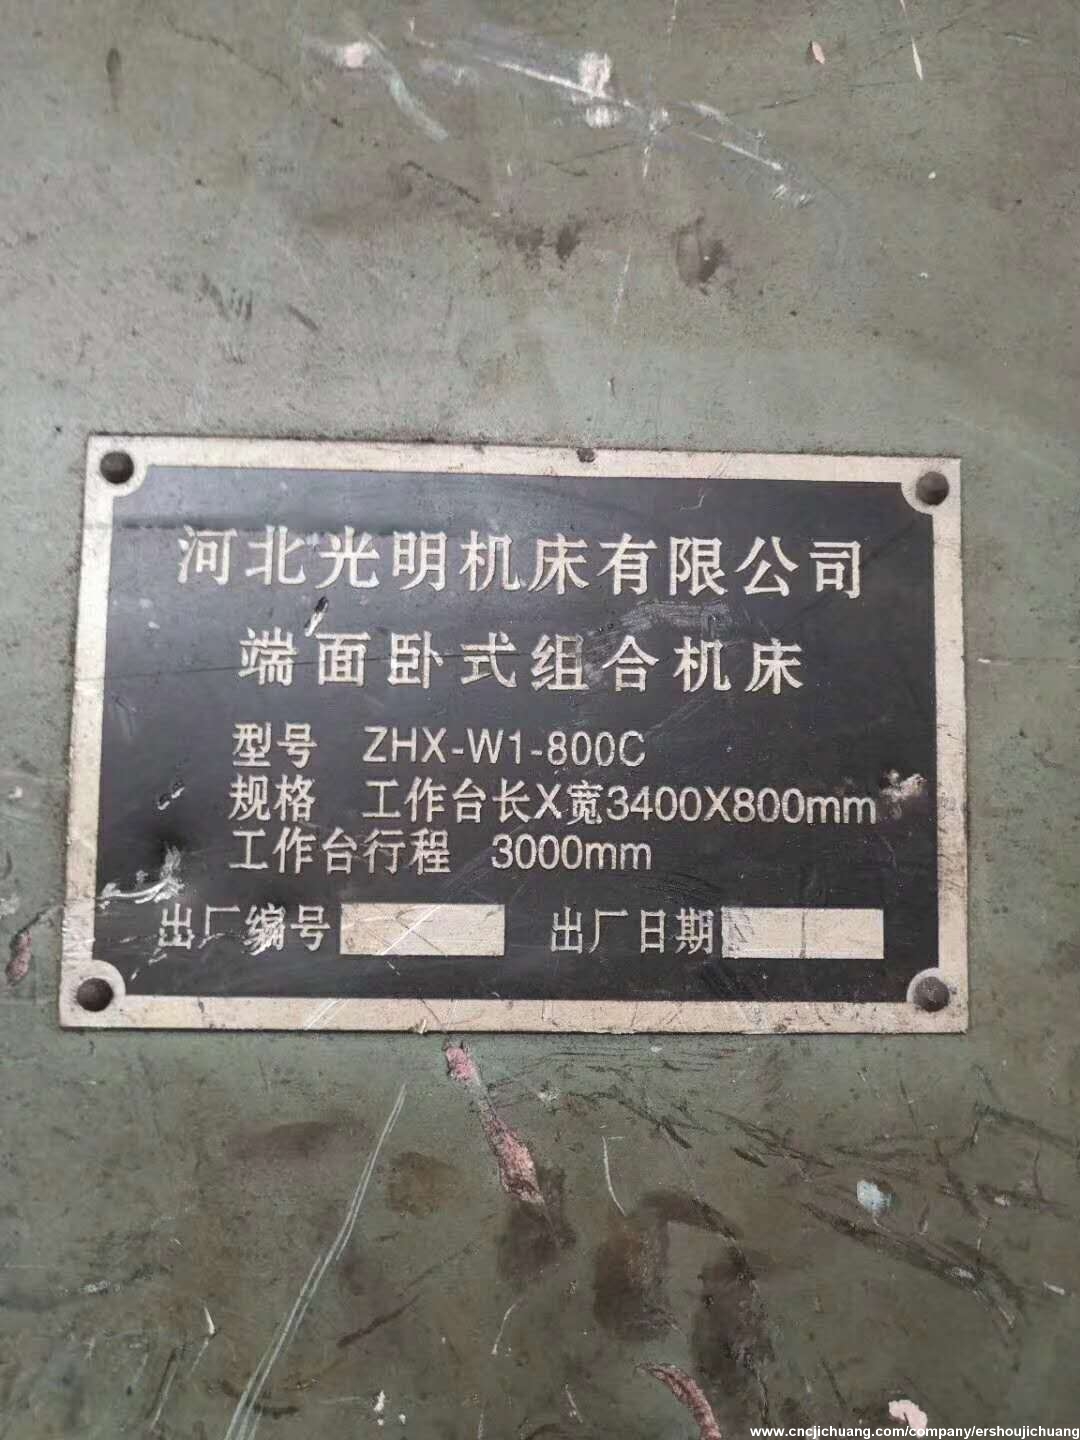 河北光明机床有限公司
端面卧式组合机床
型号 ZHX-W1-800C
规格 工作台长X宽3400X800mm
工作台行程 3000mm
出厂编号 出厂日期
www.cncjichuang.com/company/ershoujichuang